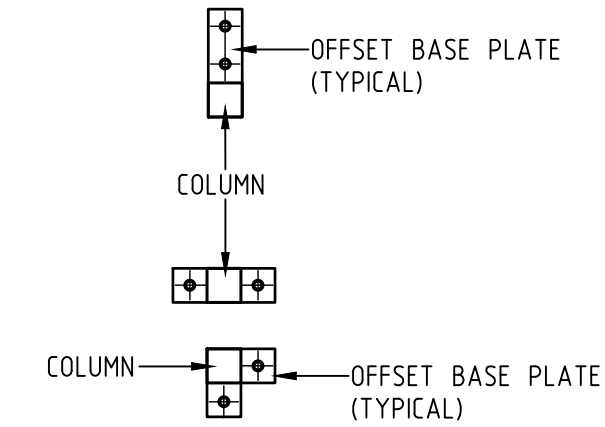 OFFSET BASE PLATE
(TYPICAL)
COLUMN
COLUMN
OFFSET BASE PLATE
(TYPICAL)